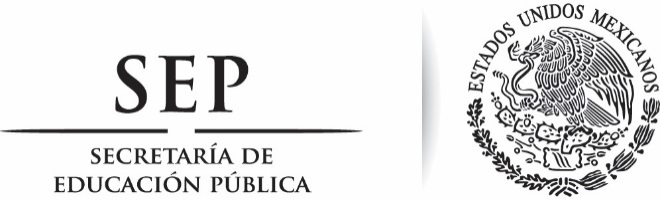 SEP
SECRETARÍA DE
EDUCACIÓN PÚBLICA
ESTADOS UNIDOS MEXICANOS